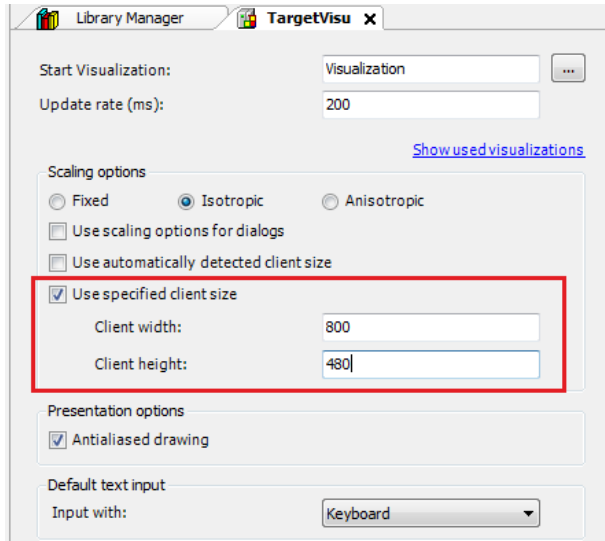 Library Manager TargetVisu X
Start Visualization: Visualization ...
Update rate (ms): 200
Show used visualizations
Scaling options
Fixed Isotropic Anisotropic
Use scaling options for dialogs
Use automatically detected client size
Use specified client size
Client width: 800
Client height: 480
Presentation options
Antialiased drawing
Default text input
Input with: Keyboard